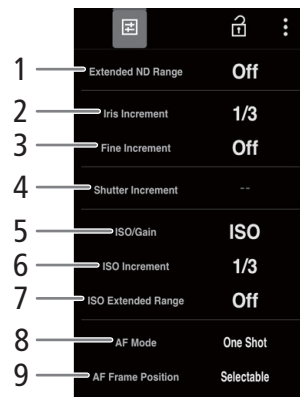 1 Extended ND Range Off
2 Iris Increment 1/3
3 Fine Increment Off
4 Shutter Increment --
5 ISO/Gain ISO
6 ISO Increment 1/3
7 ISO Extended Range Off
8 AF Mode One Shot
9 AF Frame Position Selectable